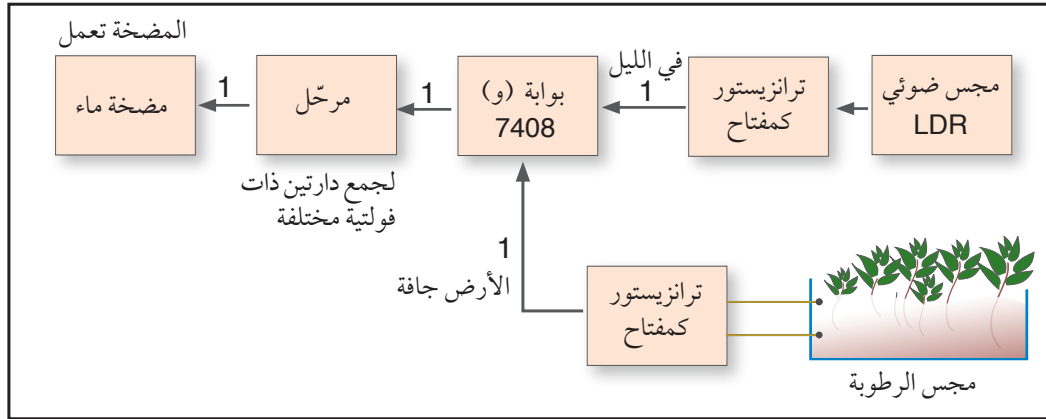 المضخة تعمل
مجس ضوئي
LDR
ترانزيستور
كمفتاح
في الليل
1
بوابة (و)
7408
1
مرحّل
1
مضخة ماء
لجمع دارتين ذات
فولتية مختلفة
1
الأرض جافة
ترانزيستور
كمفتاح
مجس الرطوبة